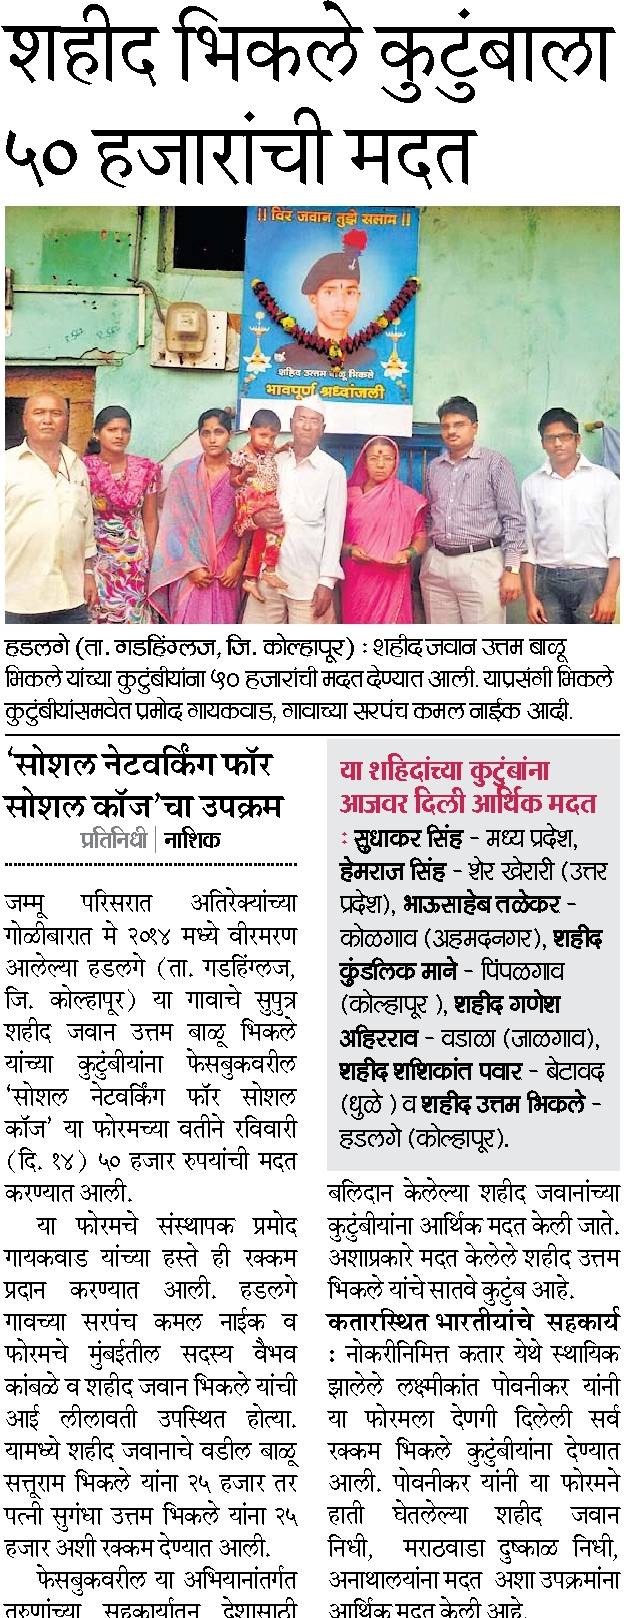 शहीद भिकले कुटुंबाला
५० हजारांची मदत
।। विर जवान तुझे सलाम ।।
शहिद उत्तम बाळू भिकले
भावपूर्ण श्रध्दांजली
हडलगे (ता. गडहिंग्लज, जि. कोल्हापूर) : शहीद जवान उत्तम बाळू
भिकले यांच्या कुटुंबीयांना ५० हजारांची मदत देण्यात आली. याप्रसंगी भिकले
कुटुंबीयांसमवेत प्रमोद गायकवाड, गावाच्या सरपंच कमल नाईक आदी.
‘सोशल नेटवर्किंग फॉर
सोशल कॉज’चा उपक्रम
प्रतिनिधी | नाशिक
जम्मू परिसरात अतिरेक्यांच्या
गोळीबारात मे २०१४ मध्ये वीरमरण
आलेल्या हडलगे (ता. गडहिंग्लज,
जि. कोल्हापूर) या गावाचे सुपुत्र
शहीद जवान उत्तम बाळू भिकले
यांच्या कुटुंबीयांना फेसबुकवरील
‘सोशल नेटवर्किंग फॉर सोशल
कॉज’ या फोरमच्या वतीने रविवारी
(दि. १४) ५० हजार रुपयांची मदत
करण्यात आली.
या फोरमचे संस्थापक प्रमोद
गायकवाड यांच्या हस्ते ही रक्कम
प्रदान करण्यात आली. हडलगे
गावच्या सरपंच कमल नाईक व
फोरमचे मुंबईतील सदस्य वैभव
कांबळे व शहीद जवान भिकले यांची
आई लीलावती उपस्थित होत्या.
यामध्ये शहीद जवानाचे वडील बाळू
सत्तूराम भिकले यांना २५ हजार तर
पत्नी सुगंधा उत्तम भिकले यांना २५
हजार अशी रक्कम देण्यात आली.
फेसबुकवरील या अभियानांतर्गत
तरुणांच्या सहकार्यातून देशासाठी
या शहिदांच्या कुटुंबांना
आजवर दिली आर्थिक मदत
: सुधाकर सिंह - मध्य प्रदेश,
हेमराज सिंह - शेर खेरारी (उत्तर
प्रदेश), भाऊसाहेब तळेकर -
कोळगाव (अहमदनगर), शहीद
कुंडलिक माने - पिंपळगाव
(कोल्हापूर ), शहीद गणेश
अहिरराव - वडाळा (जाळगाव),
शहीद शशिकांत पवार - बेटावद
(धुळे ) व शहीद उत्तम भिकले -
हडलगे (कोल्हापूर).
बलिदान केलेल्या शहीद जवानांच्या
कुटुंबीयांना आर्थिक मदत केली जाते.
अशाप्रकारे मदत केलेले शहीद उत्तम
भिकले यांचे सातवे कुटुंब आहे.
कतारस्थित भारतीयांचे सहकार्य
: नोकरीनिमित्त कतार येथे स्थायिक
झालेले लक्ष्मीकांत पोवनीकर यांनी
या फोरमला देणगी दिलेली सर्व
रक्कम भिकले कुटुंबीयांना देण्यात
आली. पोवनीकर यांनी या फोरमने
हाती घेतलेल्या शहीद जवान
निधी, मराठवाडा दुष्काळ निधी,
अनाथालयांना मदत अशा उपक्रमांना
आर्थिक मदत केली आहे.